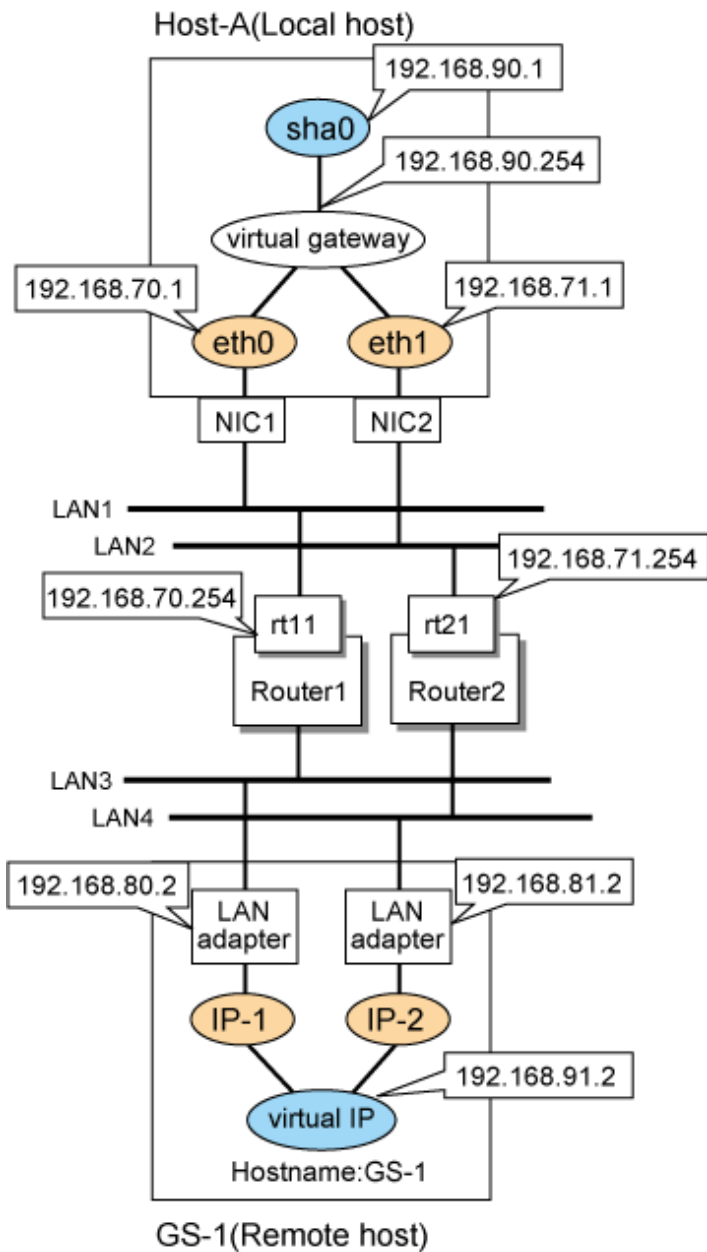 Host-A(Local host)
192.168.90.1
sha0
192.168.90.254
virtual gateway
192.168.70.1
192.168.71.1
eth0
eth1
NIC1
NIC2
LAN1
LAN2
192.168.71.254
192.168.70.254
rt11
rt21
Router1
Router2
LAN3
LAN4
192.168.80.2
192.168.81.2
LAN
adapter
LAN
adapter
IP-1
IP-2
192.168.91.2
virtual IP
Hostname:GS-1
GS-1(Remote host)